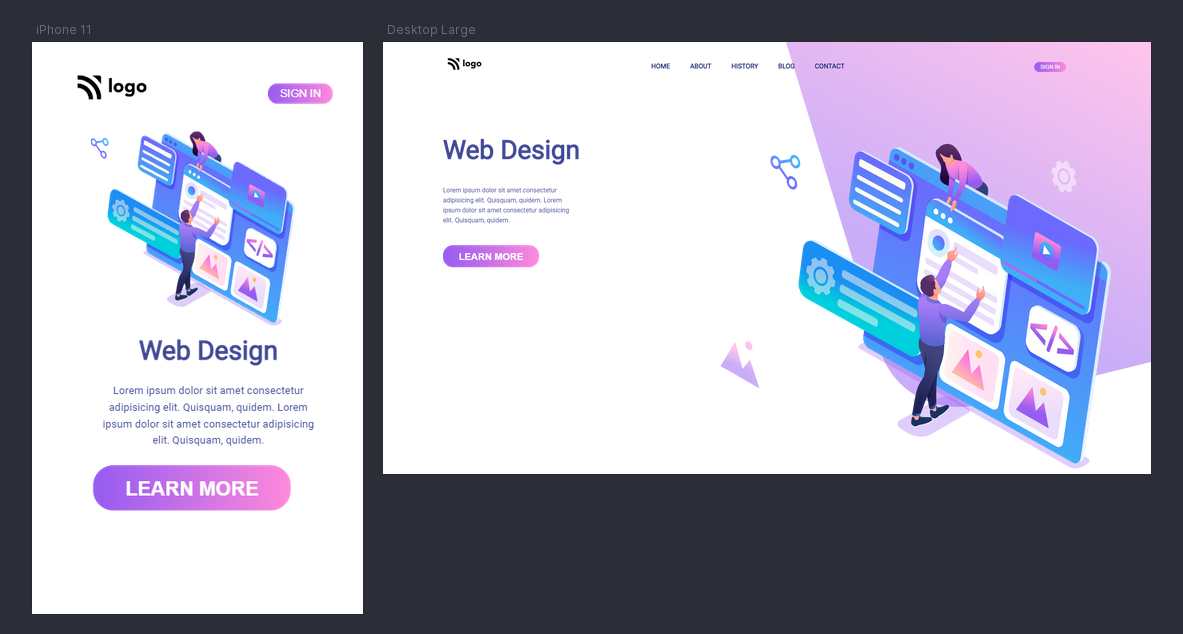 iPhone 11
logo
SIGN IN
Web Design
Lorem ipsum dolor sit amet consectetur
adipisicing elit. Quisquam, quidem. Lorem
ipsum dolor sit amet consectetur adipisicing
elit. Quisquam, quidem.
LEARN MORE
Desktop Large
logo
HOME ABOUT HISTORY BLOG CONTACT
SIGN IN
Web Design
Lorem ipsum dolor sit amet consectetur
adipisicing elit. Quisquam, quidem. Lorem
ipsum dolor sit amet consectetur adipisicing
elit. Quisquam, quidem.
LEARN MORE